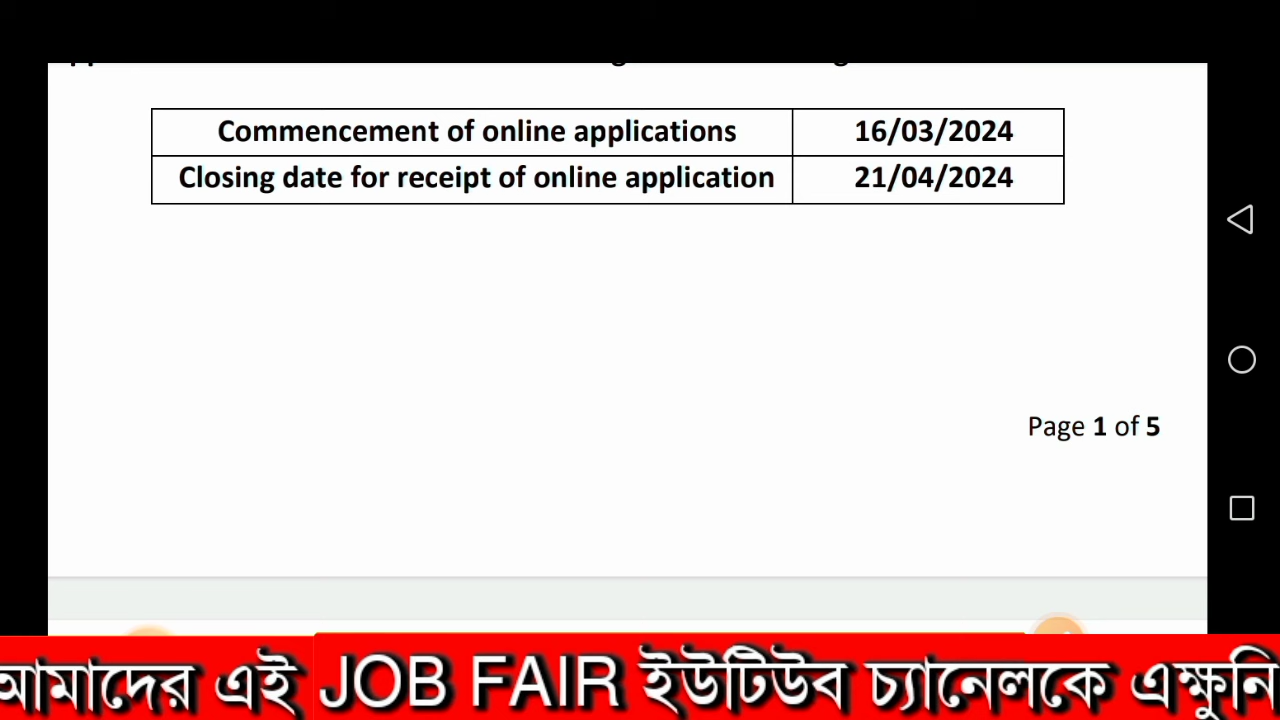 Commencement of online applications 16/03/2024
Closing date for receipt of online application 21/04/2024
Page 1 of 5
আমাদের এই JOB FAIR ইউটিউব চ্যানেলকে এক্ষুনি